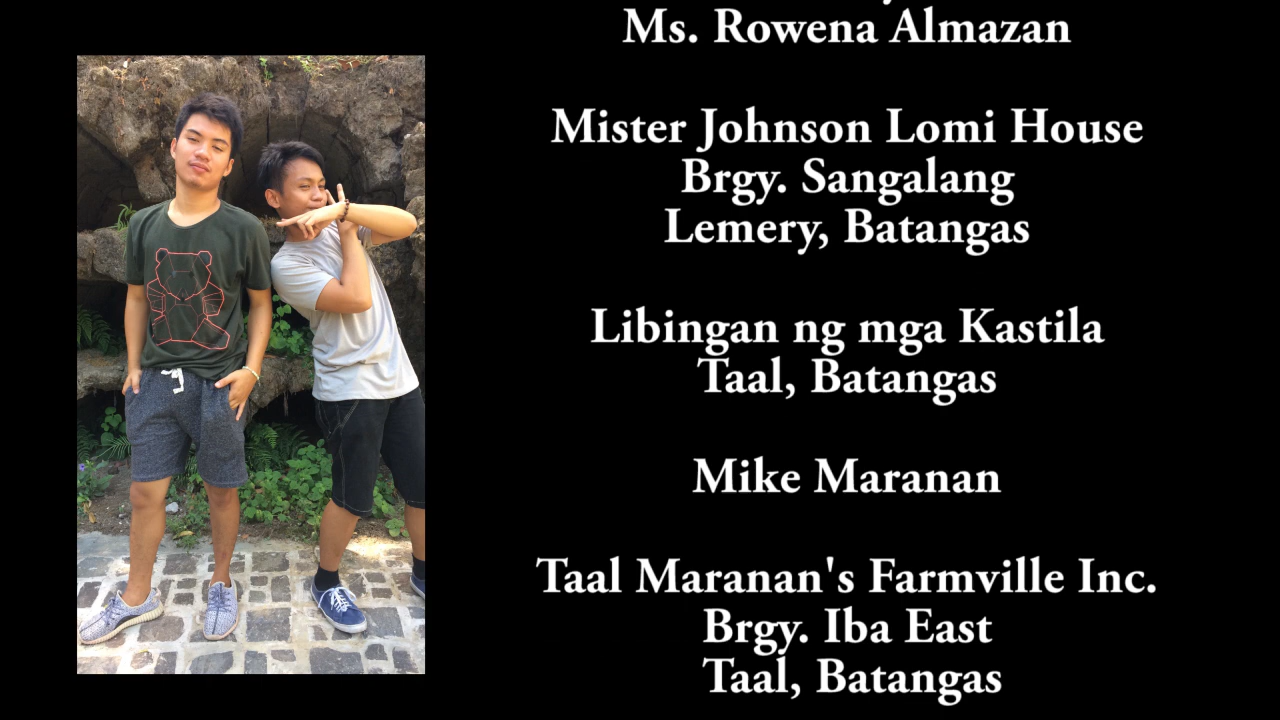 Ms. Rowena Almazan
Mister Johnson Lomi House
Brgy. Sangalang
Lemery, Batangas
Libingan ng mga Kastila
Taal, Batangas
Mike Maranan
Taal Maranan's Farmville Inc.
Brgy. Iba East
Taal, Batangas